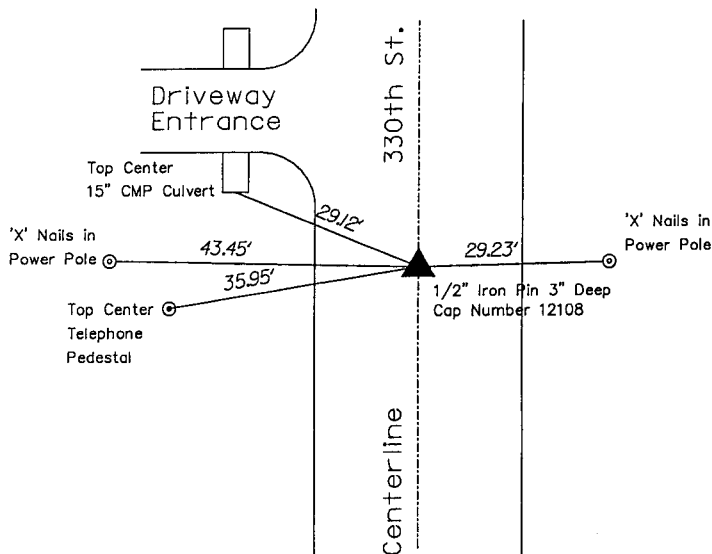 330th St.
Driveway
Entrance
Top Center
15" CMP Culvert
29.12'
'X' Nails in
Power Pole
43.45'
29.23'
'X' Nails in
Power Pole
35.95'
1/2" Iron Pin 3" Deep
Cap Number 12108
Top Center
Telephone
Pedestal
Centerline